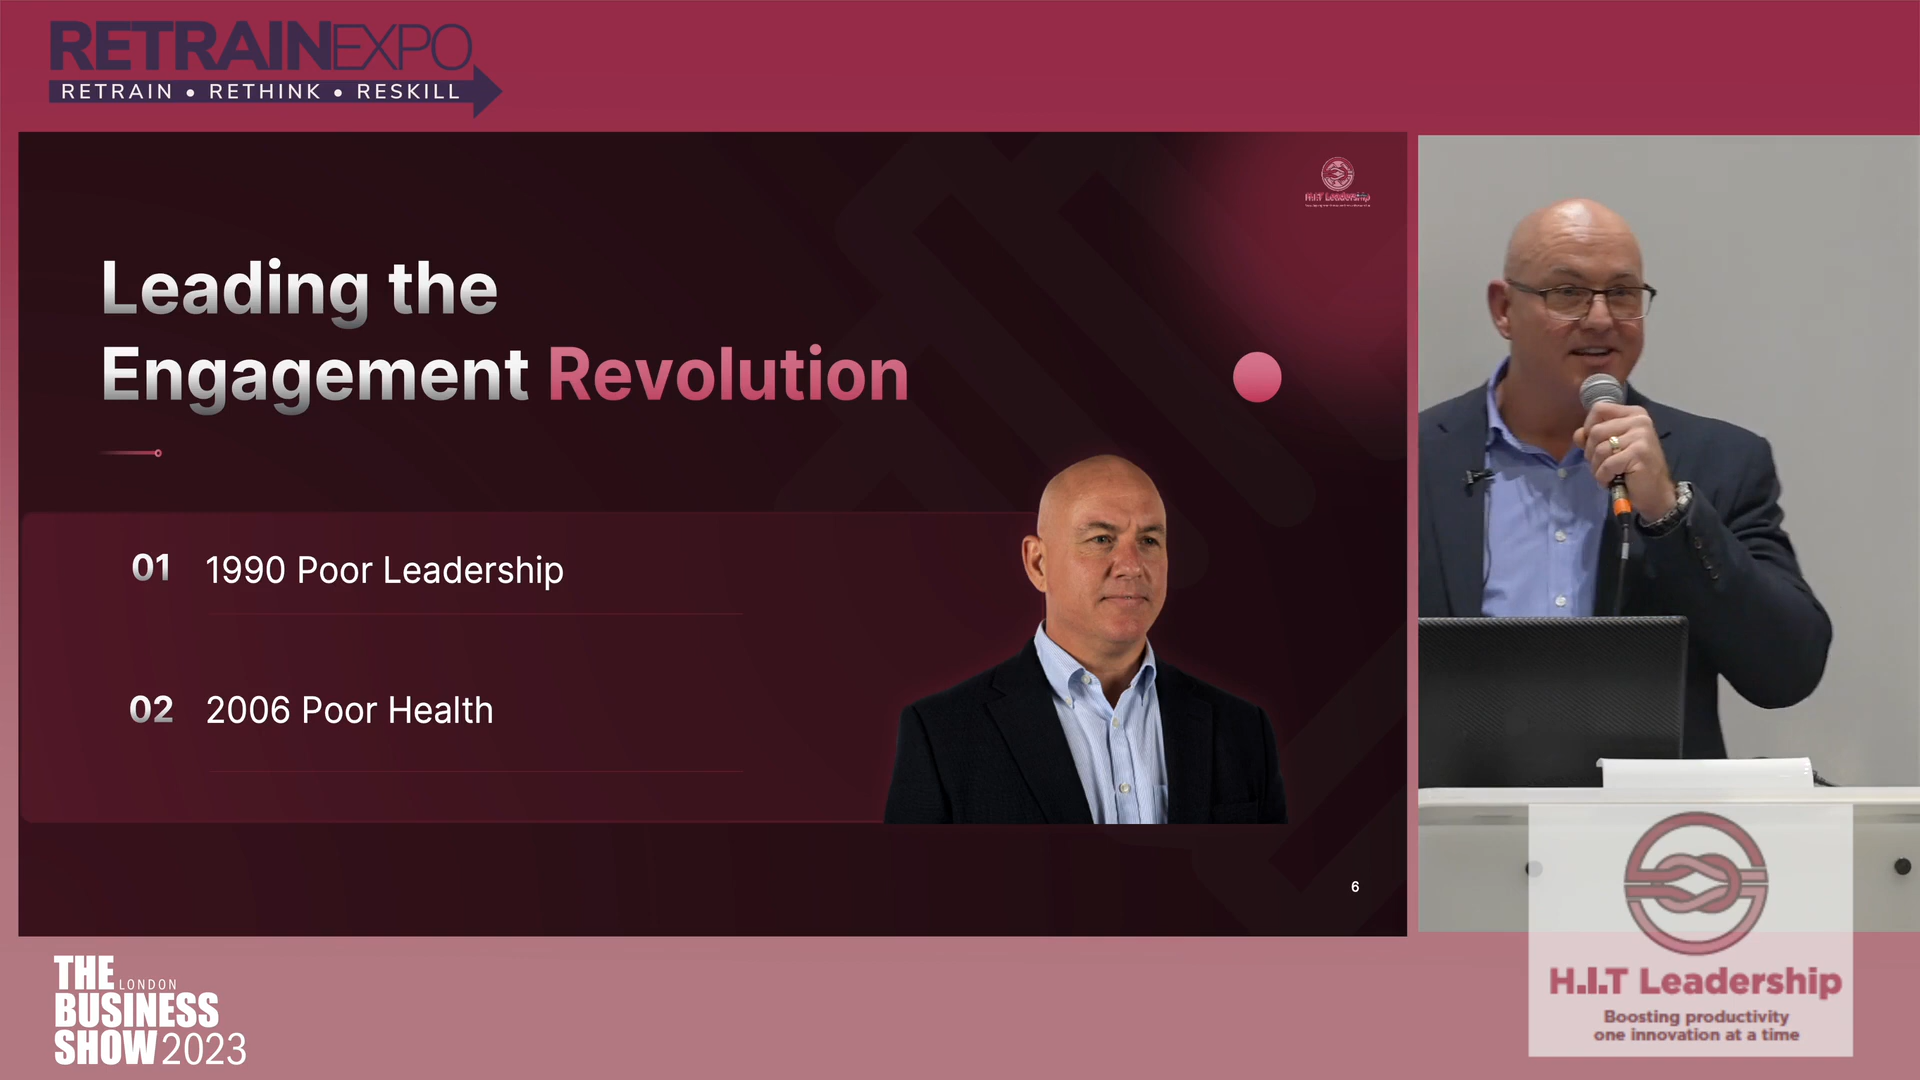 RETRAINEXPO
RETRAIN • RETHINK • RESKILL
H.I.T Leadership
Leading the
Engagement Revolution
01 1990 Poor Leadership
02 2006 Poor Health
6
THE LONDON
BUSINESS
SHOW 2023
H.I.T Leadership
Boosting productivity
one innovation at a time